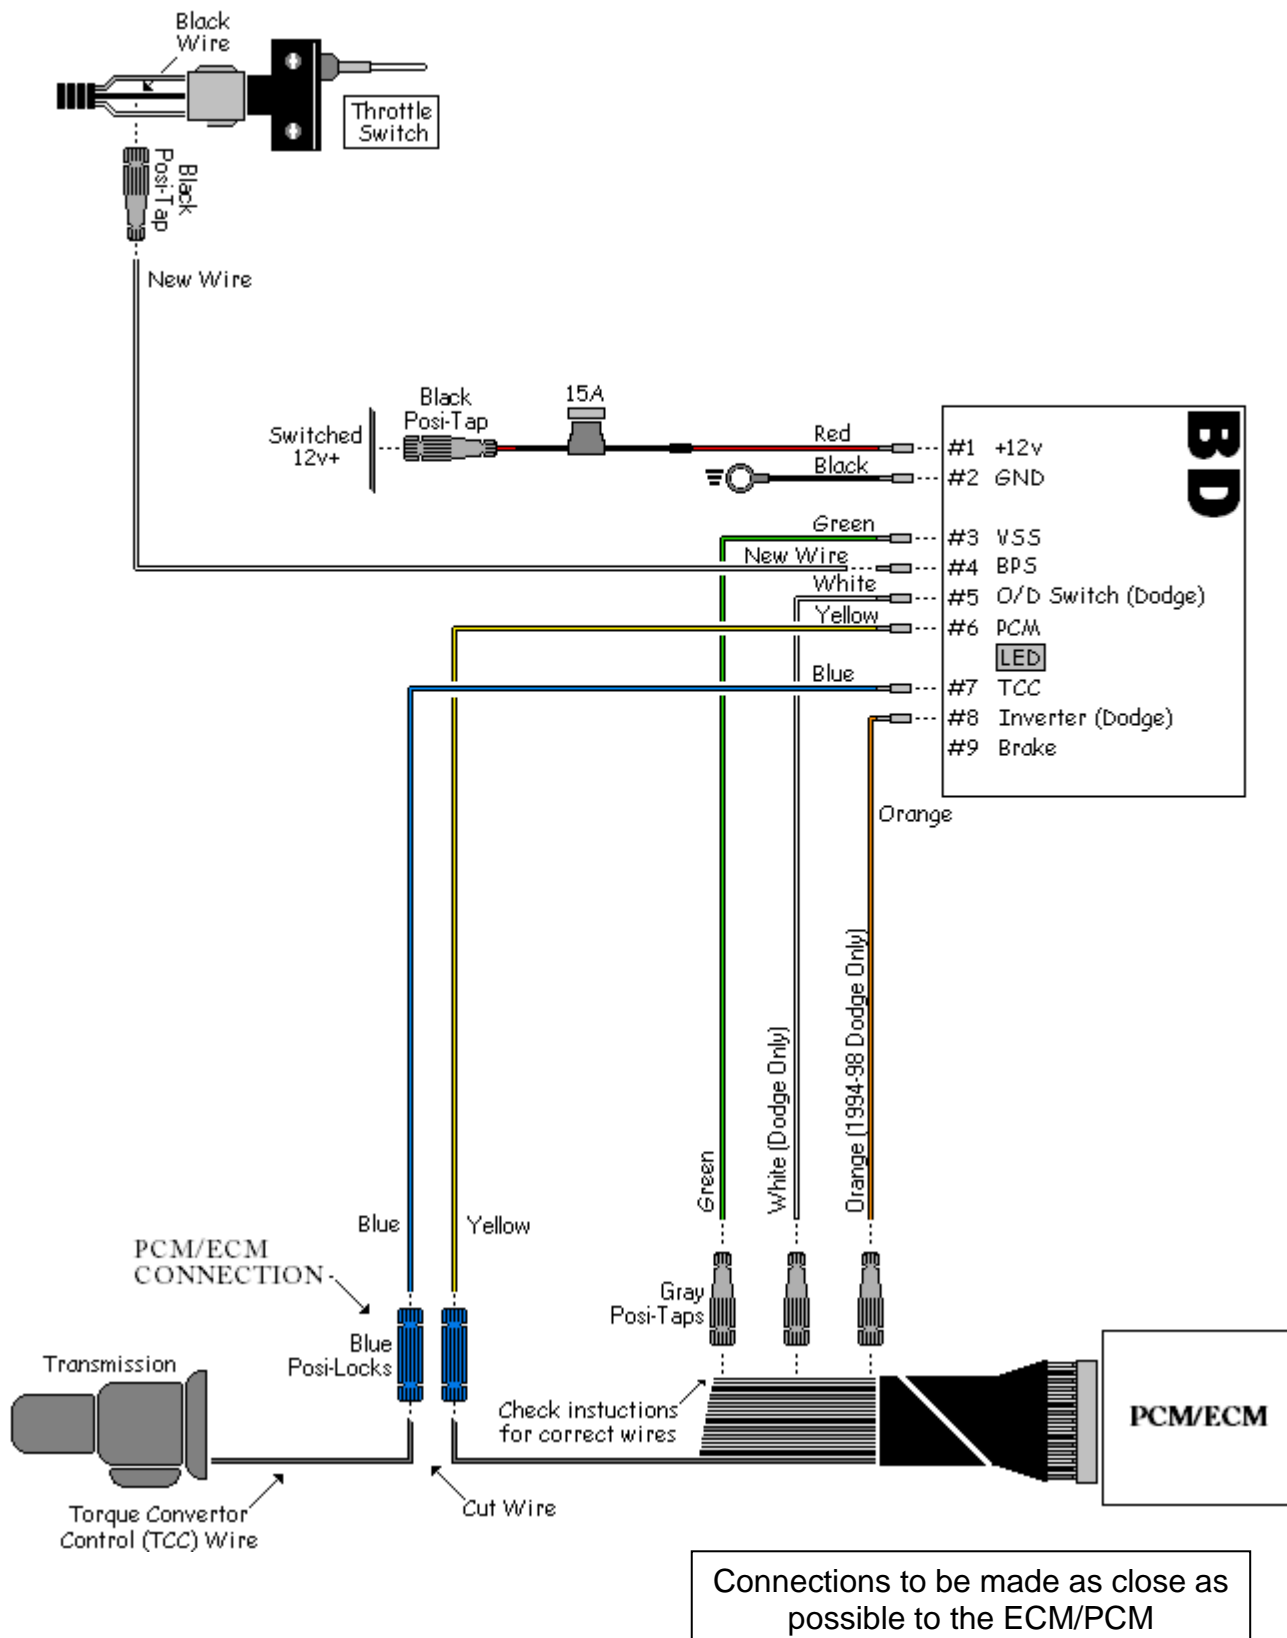 Black
Wire
Throttle
Switch
Black
Posi-Tap
New Wire
Switched
12v+
Black
Posi-Tap
15A
Red
Black
Green
New Wire
White
Yellow
Blue
BD
#1 +12v
#2 GND
#3 VSS
#4 BPS
#5 O/D Switch (Dodge)
#6 PCM
LED
#7 TCC
#8 Inverter (Dodge)
#9 Brake
Orange
Green
White (Dodge Only)
Orange (1994-98 Dodge Only)
Blue
Yellow
PCM/ECM
CONNECTION
Gray
Posi-Taps
Blue
Posi-Locks
Transmission
Check instuctions
for correct wires
PCM/ECM
Cut Wire
Torque Convertor
Control (TCC) Wire
Connections to be made as close as
possible to the ECM/PCM